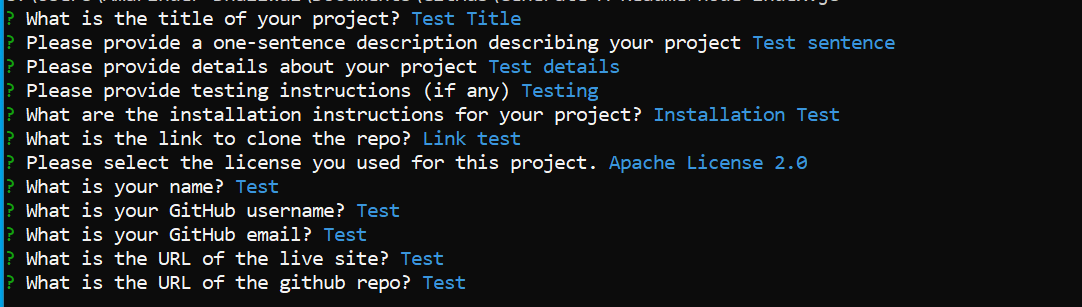 ? What is the title of your project? Test Title
? Please provide a one-sentence description describing your project Test sentence
? Please provide details about your project Test details
? Please provide testing instructions (if any) Testing
? What are the installation instructions for your project? Installation Test
? What is the link to clone the repo? Link test
? Please select the license you used for this project. Apache License 2.0
? What is your name? Test
? What is your GitHub username? Test
? What is your GitHub email? Test
? What is the URL of the live site? Test
? What is the URL of the github repo? Test